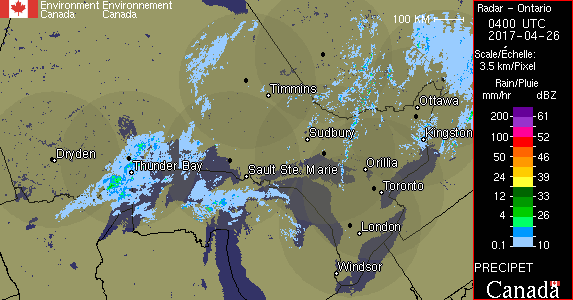 Environment Environnement
Canada Canada
100 KM
Timmins
Ottawa
Sudbury
Kingston
Dryden
Thunder Bay
Sault Ste. Marie
Orillia
Toronto
London
Windsor
Radar - Ontario
0400 UTC
2017-04-26
Scale/Échelle:
3.5 km/Pixel
Rain/Pluie
mm/hr dBZ
200 61
100 52
50 46
24 39
12 33
4 26
0.1 10
PRECIPET
Canada